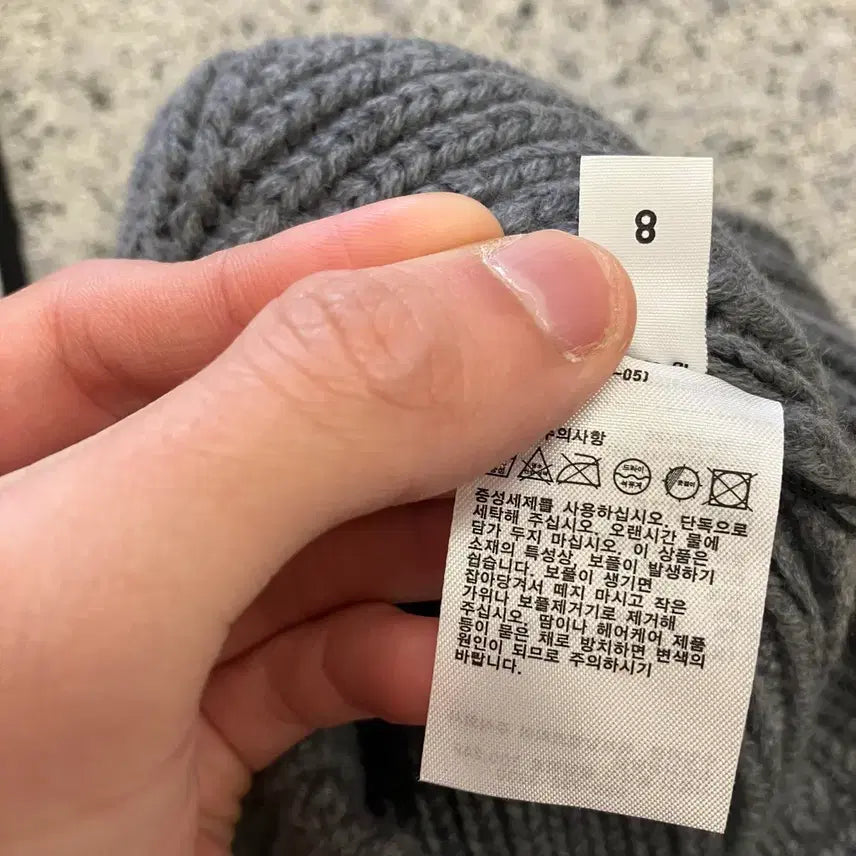 8
-05)
주의사항
드라이
석유계
중성세제를 사용하십시오. 단독으로
세탁해 주십시오. 오랜시간 물에
담가 두지 마십시오. 이 상품은
소재의 특성상, 보풀이 발생하기
쉽습니다. 보풀이 생기면
잡아당겨서 떼지 마시고 작은
가위나 보풀제거기로 제거해
주십시오. 땀이나 헤어케어 제품
등이 묻은 채로 방치하면 변색의
원인이 되므로 주의하시기
바랍니다.